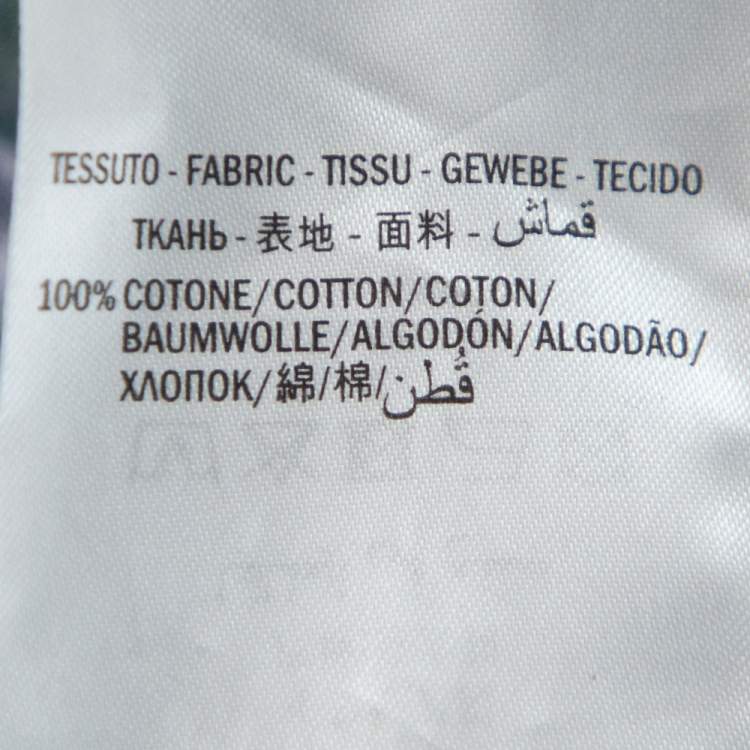 TESSUTO - FABRIC - TISSU - GEWEBE - TECIDO
ТКАНЬ - 表地 - 面料 - قماش
100% COTONE/COTTON/COTON/
BAUMWOLLE/ALGODÓN/ALGODÃO/
ХЛОПОК/綿/棉/قُطن